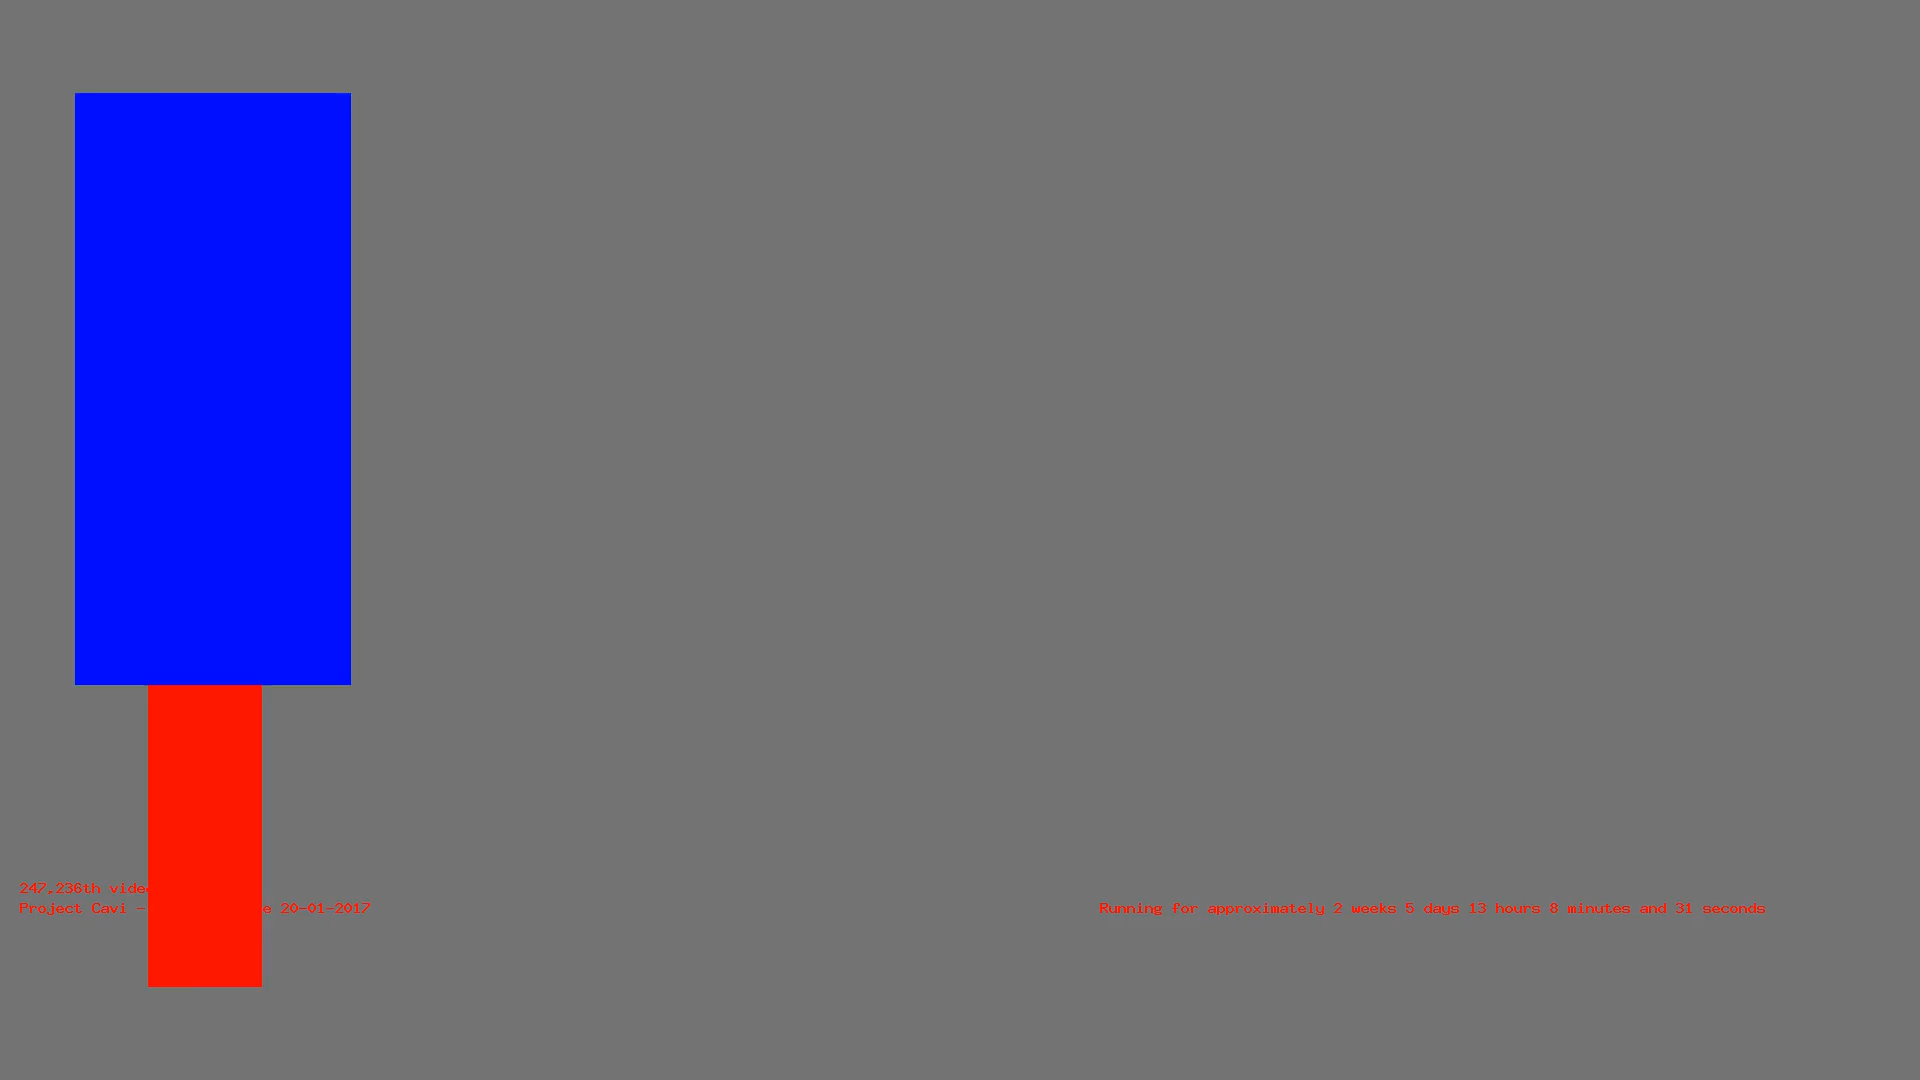 247.236th
Project Cavi - 20-01-2017
Running for approximately 2 weeks 5 days 13 hours 8 minutes and 31 seconds